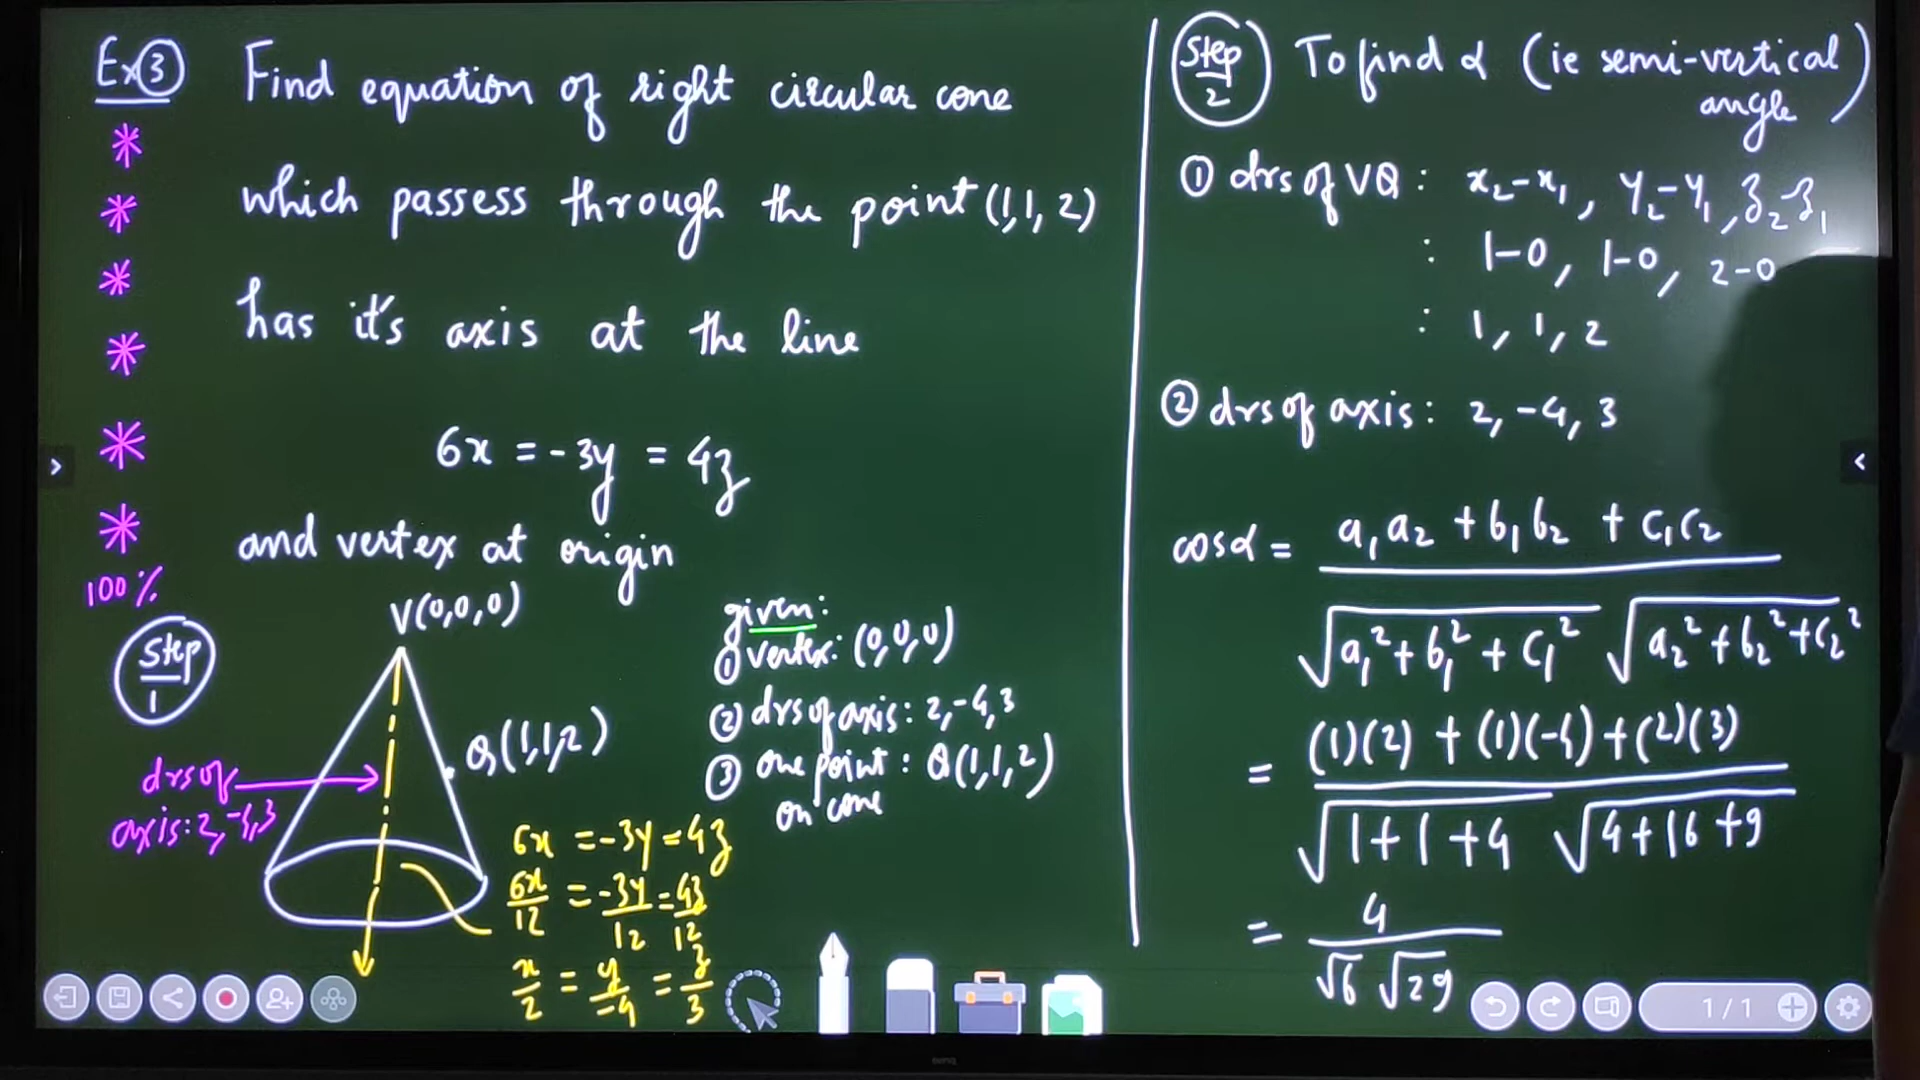 Ex③ Find equation of right circular cone
which passess through the point (1,1,2)
has it's axis at the line
6x = -3y = 4z
and vertex at origin
100%
Step 1
V(0,0,0)
Q(1,1,2)
drs of
axis: 2,-4,3
given:
① vertex: (0,0,0)
② drs of axis: 2,-4,3
③ one point : Q(1,1,2)
on cone
6x = -3y = 4z
6x/12 = -3y/12 = 4z/12
x/2 = y/-4 = z/3
Step 2 To find α (ie semi-vertical
angle)
① drs of VQ : x₂-x₁, y₂-y₁, z₂-z₁
: 1-0, 1-0, 2-0
: 1, 1, 2
② drs of axis: 2, -4, 3
cosα = a₁a₂ + b₁b₂ + c₁c₂ / √a₁²+b₁²+c₁² √a₂²+b₂²+c₂²
= (1)(2) + (1)(-4) + (2)(3) / √1+1+4 √4+16+9
= 4 / √6 √29
1/1
BenQ